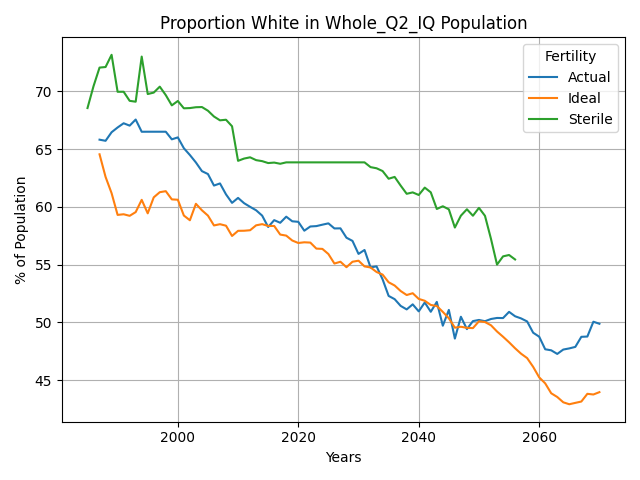 Proportion White in Whole_Q2_IQ Population
% of Population
70
65
60
55
50
45
2000
2020
2040
2060
Years
Fertility
Actual
Ideal
Sterile